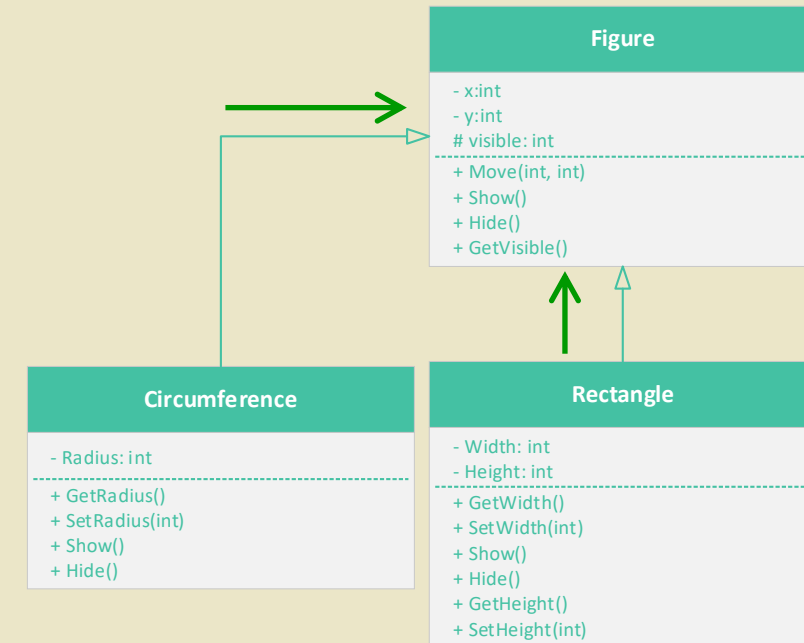 Figure
- x:int
- y:int
# visible: int
+ Move(int, int)
+ Show()
+ Hide()
+ GetVisible()
Circumference
- Radius: int
+ GetRadius()
+ SetRadius(int)
+ Show()
+ Hide()
Rectangle
- Width: int
- Height: int
+ GetWidth()
+ SetWidth(int)
+ Show()
+ Hide()
+ GetHeight()
+ SetHeight(int)